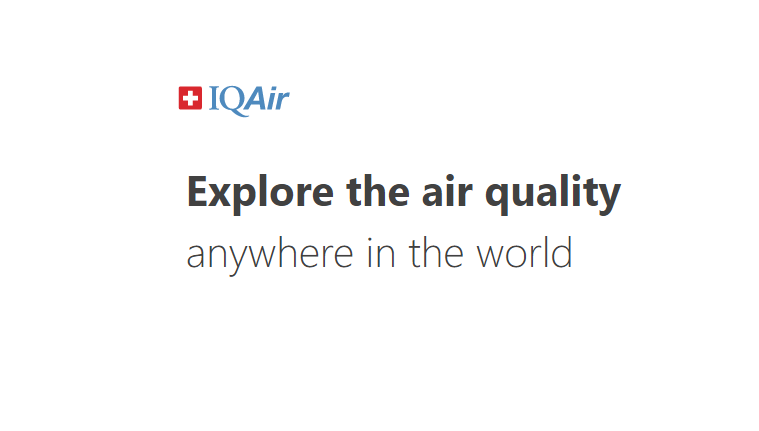 IQAir
Explore the air quality
anywhere in the world